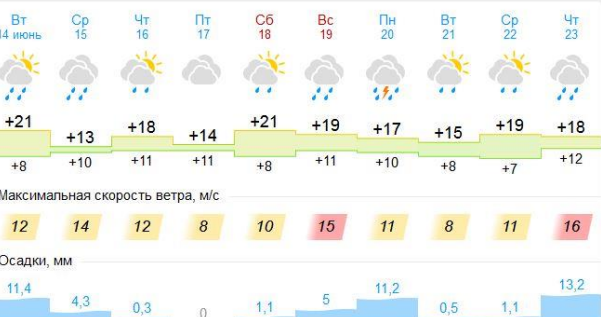 Вт Ср Чт Пт Сб Вс Пн Вт Ср Чт
14 июнь 15 16 17 18 19 20 21 22 23
+21 +13 +18 +14 +21 +19 +17 +15 +19 +18
+8 +10 +11 +11 +8 +11 +10 +8 +7 +12
Максимальная скорость ветра, м/с
12 14 12 8 10 15 11 8 11 16
Осадки, мм
11,4 4,3 0,3 0 1,1 5 11,2 0,5 1,1 13,2